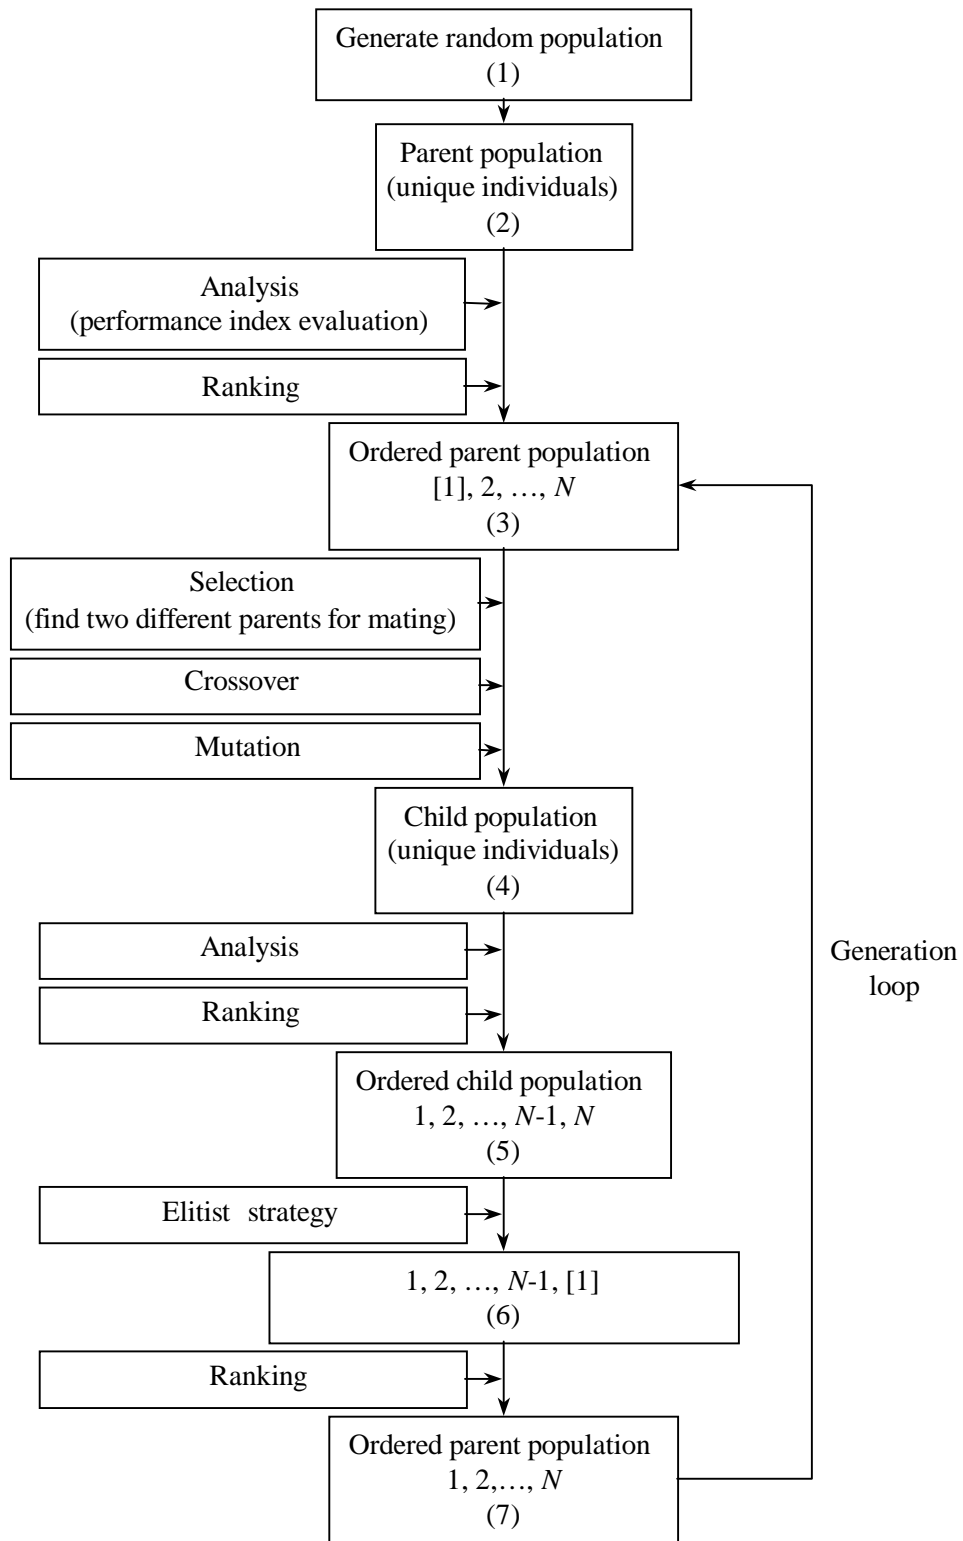 Generate random population
(1)
Parent population
(unique individuals)
(2)
Analysis
(performance index evaluation)
Ranking
Ordered parent population
[1], 2, …, N
(3)
Selection
(find two different parents for mating)
Crossover
Mutation
Child population
(unique individuals)
(4)
Analysis
Ranking
Generation
loop
Ordered child population
1, 2, …, N-1, N
(5)
Elitist strategy
1, 2, …, N-1, [1]
(6)
Ranking
Ordered parent population
1, 2,…, N
(7)